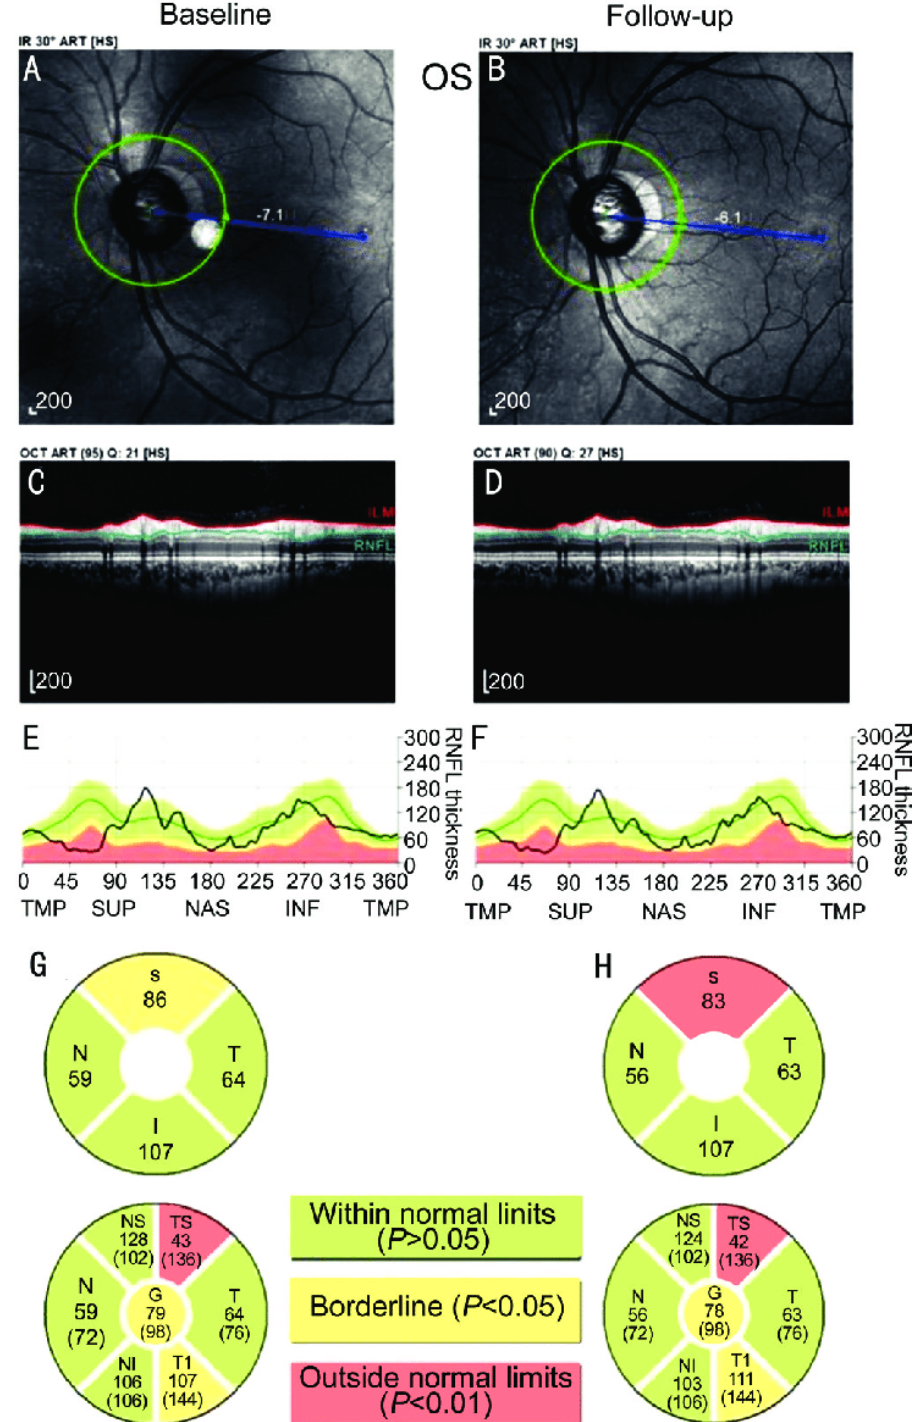 Baseline
Follow-up
IR 30° ART [HS]
IR 30° ART [HS]
A
OS
B
-7.1
-6.1
200
200
OCT ART (95) Q: 21 [HS]
OCT ART (90) Q: 27 [HS]
C
D
ILM
ILM
RNFL
RNFL
200
200
E
F
300
240
180
120
60
0
RNFL thickness
300
240
180
120
60
0
RNFL thickness
0 45 90 135 180 225 270 315 360
0 45 90 135 180 225 270 315 360
TMP SUP NAS INF TMP
TMP SUP NAS INF TMP
G
H
s
86
N
59
T
64
I
107
s
83
N
56
T
63
I
107
NS
128
(102)
TS
43
(136)
N
59
(72)
G
79
(98)
T
64
(76)
NI
106
(106)
T1
107
(144)
Within normal linits
(P>0.05)
Borderline (P<0.05)
Outside normal limits
(P<0.01)
NS
124
(102)
TS
42
(136)
N
56
(72)
G
78
(98)
T
63
(76)
NI
103
(106)
T1
111
(144)